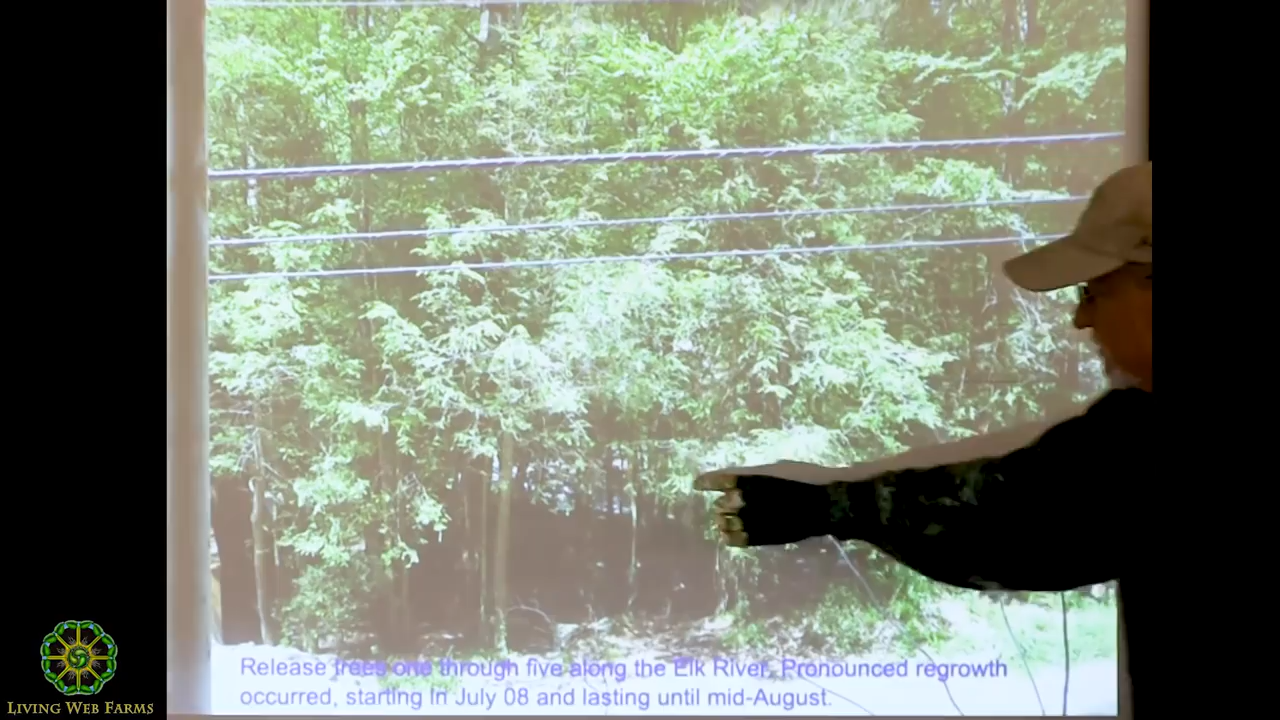 Release trees one through five along the Elk River. Pronounced regrowth
occurred, starting In July 08 and lasting until mid-August.
LIVING WEB FARMS